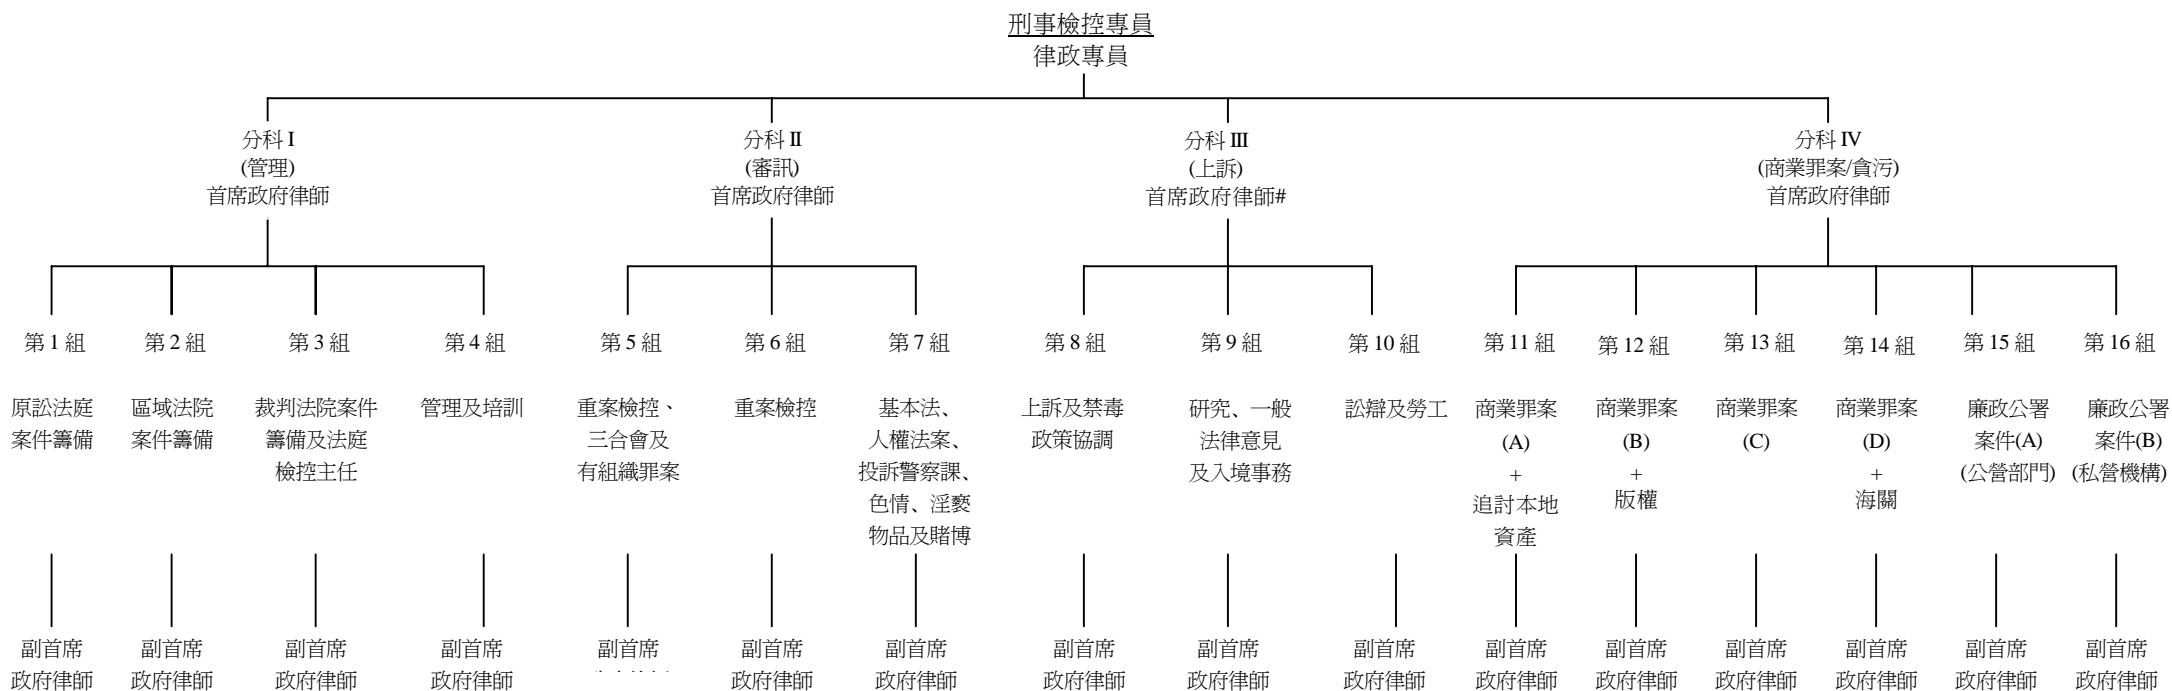 刑事檢控專員
律政專員
分科 I
(管理)
首席政府律師
分科 II
(審訊)
首席政府律師
分科 III
(上訴)
首席政府律師#
分科 IV
(商業罪案/貪污)
首席政府律師
第 1 組
原訟法庭
案件籌備
副首席
政府律師
第 2 組
區域法院
案件籌備
副首席
政府律師
第 3 組
裁判法院案件
籌備及法庭
檢控主任
副首席
政府律師
第 4 組
管理及培訓
副首席
政府律師
第 5 組
重案檢控、
三合會及
有組織罪案
副首席
第 6 組
重案檢控
副首席
政府律師
第 7 組
基本法、
人權法案、
投訴警察課、
色情、淫褻
物品及賭博
副首席
政府律師
第 8 組
上訴及禁毒
政策協調
副首席
政府律師
第 9 組
研究、一般
法律意見
及入境事務
副首席
政府律師
第 10 組
訟辯及勞工
副首席
政府律師
第 11 組
商業罪案
(A)
+
追討本地
資產
副首席
政府律師
第 12 組
商業罪案
(B)
+
版權
副首席
政府律師
第 13 組
商業罪案
(C)
副首席
政府律師
第 14 組
商業罪案
(D)
+
海關
副首席
政府律師
第 15 組
廉政公署
案件(A)
(公營部門)
副首席
政府律師
第 16 組
廉政公署
案件(B)
(私營機構)
副首席
政府律師